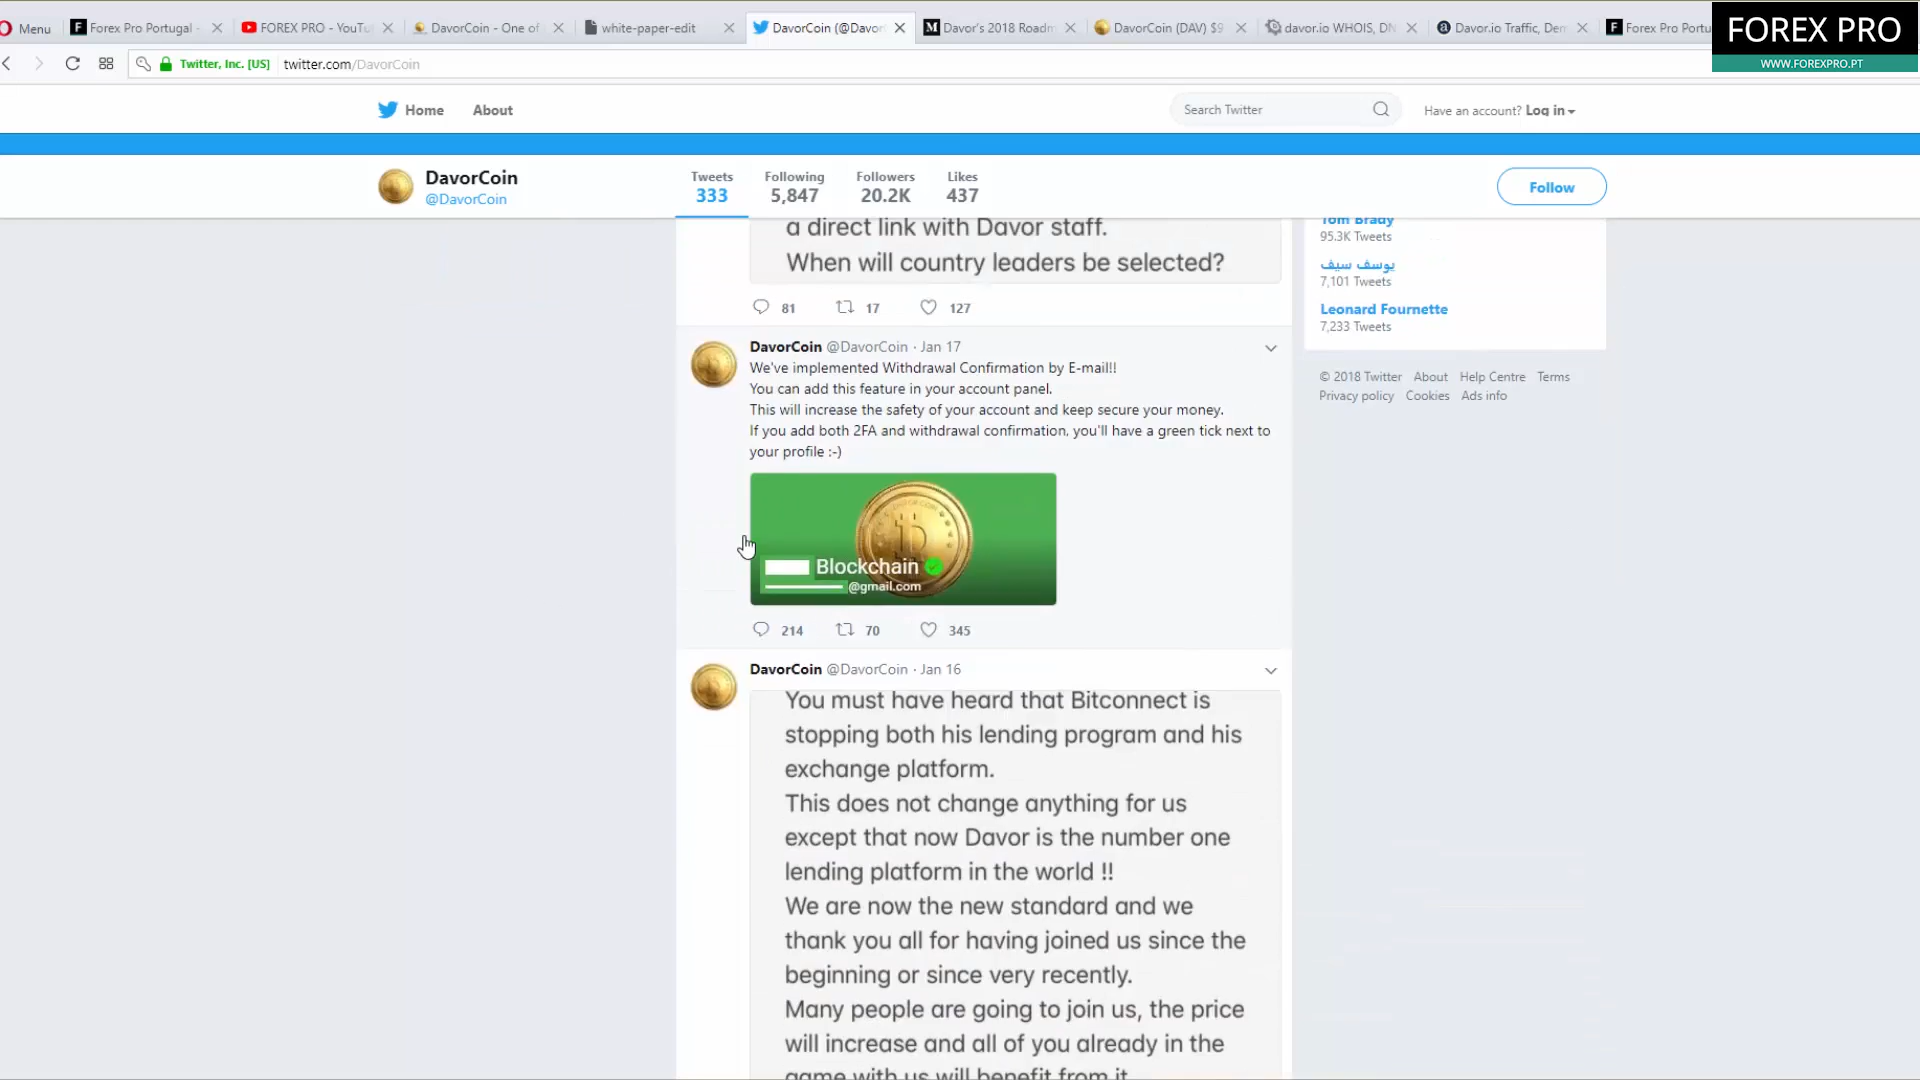 Menu
Forex Pro Portugal -
FOREX PRO - YouTu
DavorCoin - One of
white-paper-edit
DavorCoin (@Davor
Davor's 2018 Roadm
DavorCoin (DAV) $9
davor.io WHOIS, DN
Davor.io Traffic, Dem
Forex Pro Portu
FOREX PRO
WWW.FOREXPRO.PT
Twitter, Inc. [US]
twitter.com/DavorCoin
Home
About
Search Twitter
Have an account? Log in
DavorCoin
@DavorCoin
Tweets
333
Following
5,847
Followers
20.2K
Likes
437
Follow
a direct link with Davor staff.
When will country leaders be selected?
81
17
127
DavorCoin @DavorCoin · Jan 17
We've implemented Withdrawal Confirmation by E-mail!!
You can add this feature in your account panel.
This will increase the safety of your account and keep secure your money.
If you add both 2FA and withdrawal confirmation, you'll have a green tick next to
your profile :-)
Blockchain
@gmail.com
214
70
345
DavorCoin @DavorCoin · Jan 16
You must have heard that Bitconnect is
stopping both his lending program and his
exchange platform.
This does not change anything for us
except that now Davor is the number one
lending platform in the world !!
We are now the new standard and we
thank you all for having joined us since the
beginning or since very recently.
Many people are going to join us, the price
will increase and all of you already in the
game with us will benefit from it
Tom Brady
95.3K Tweets
يوسف سيف
7,101 Tweets
Leonard Fournette
7,233 Tweets
© 2018 Twitter About Help Centre Terms
Privacy policy Cookies Ads info